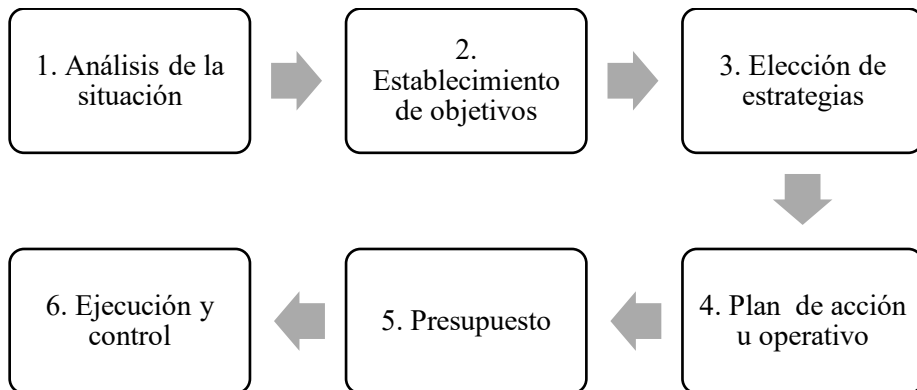 1. Análisis de la
situación
2.
Establecimiento
de objetivos
3. Elección de
estrategias
4. Plan  de acción
u operativo
5. Presupuesto
6. Ejecución y
control